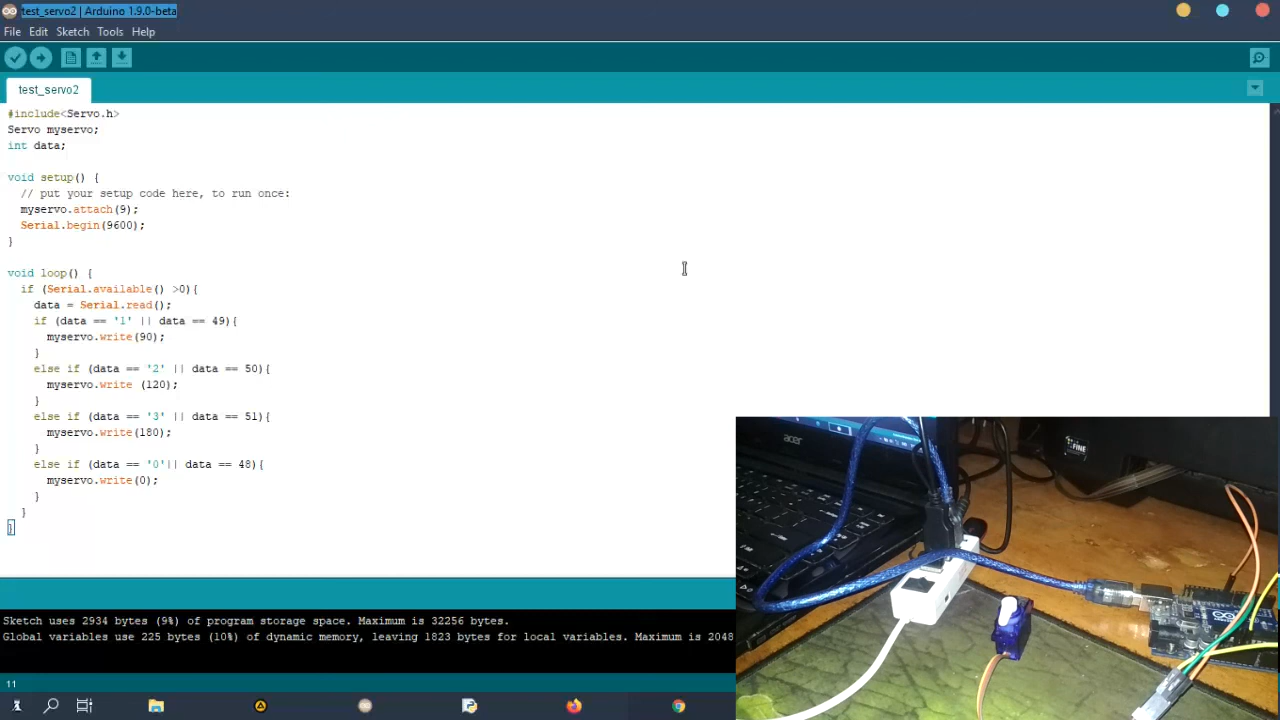 test_servo2 | Arduino 1.9.0-beta
File Edit Sketch Tools Help
test_servo2
#include<Servo.h>
Servo myservo;
int data;
void setup() {
// put your setup code here, to run once:
myservo.attach(9);
Serial.begin(9600);
}
void loop() {
if (Serial.available() >0){
data = Serial.read();
if (data == '1' || data == 49){
myservo.write(90);
}
else if (data == '2' || data == 50){
myservo.write (120);
}
else if (data == '3' || data == 51){
myservo.write(180);
}
else if (data == '0'|| data == 48){
myservo.write(0);
}
}
}
Sketch uses 2934 bytes (9%) of program storage space. Maximum is 32256 bytes.
Global variables use 225 bytes (10%) of dynamic memory, leaving 1823 bytes for local variables. Maximum is 2048
11
acer
FINE